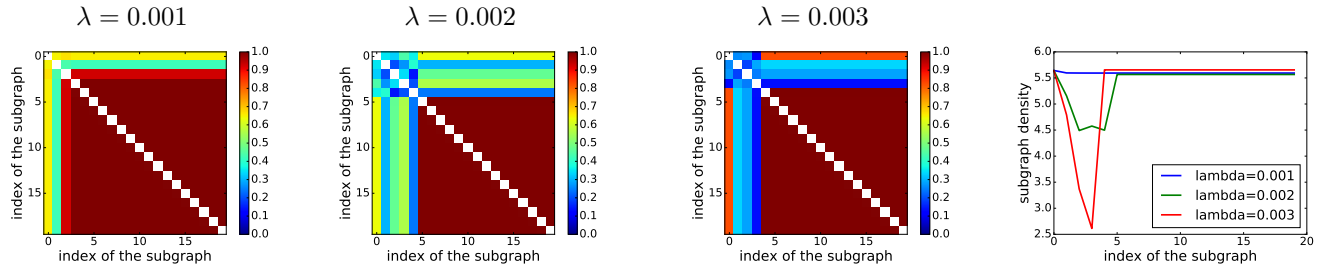 λ = 0.001
λ = 0.002
λ = 0.003
0
5
10
15
index of the subgraph
0 5 10 15
index of the subgraph
1.0
0.9
0.8
0.7
0.6
0.5
0.4
0.3
0.2
0.1
0.0
0
5
10
15
index of the subgraph
0 5 10 15
index of the subgraph
1.0
0.9
0.8
0.7
0.6
0.5
0.4
0.3
0.2
0.1
0.0
0
5
10
15
index of the subgraph
0 5 10 15
index of the subgraph
1.0
0.9
0.8
0.7
0.6
0.5
0.4
0.3
0.2
0.1
0.0
6.0
5.5
5.0
4.5
4.0
3.5
3.0
2.5
subgraph density
lambda=0.001
lambda=0.002
lambda=0.003
0 5 10 15 20
index of the subgraph